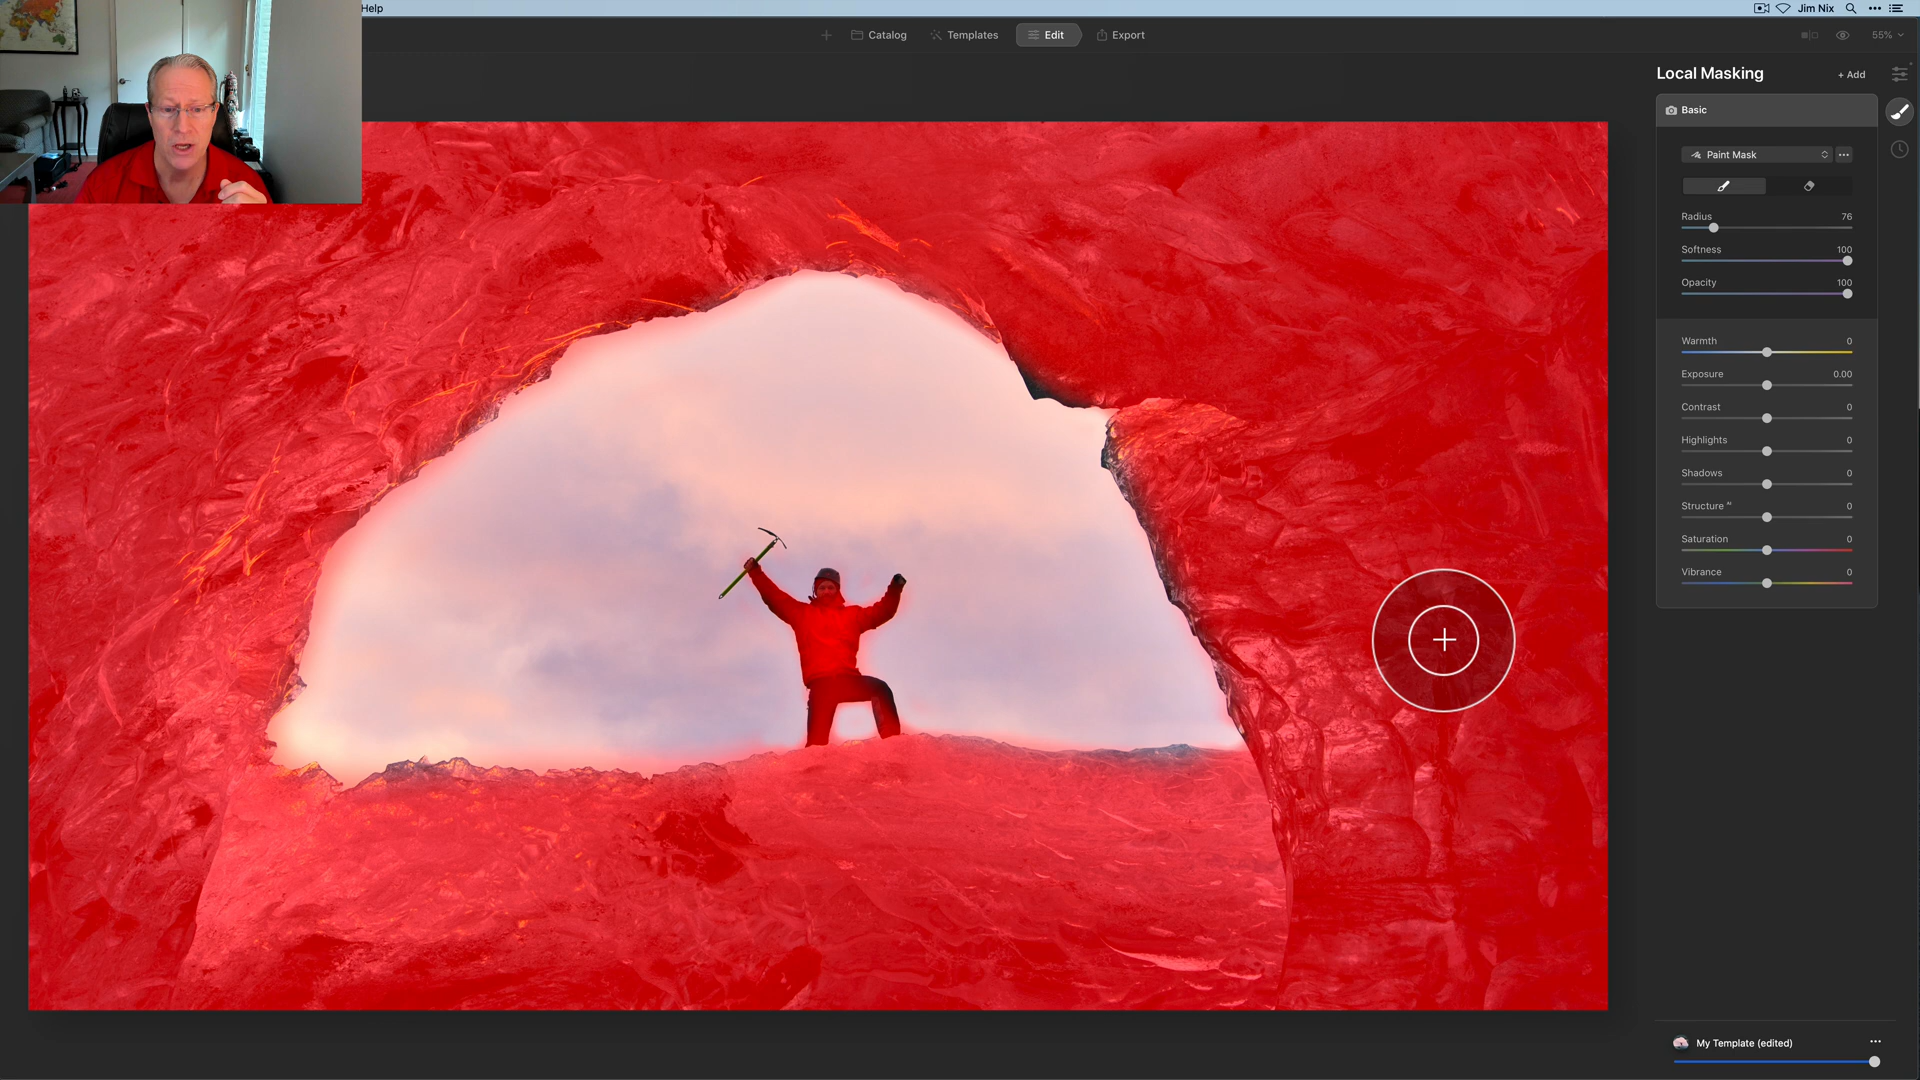 Help
Jim Nix
Catalog
Templates
Edit
Export
55%
Local Masking
+ Add
Basic
Paint Mask
Radius 76
Softness 100
Opacity 100
Warmth 0
Exposure 0.00
Contrast 0
Highlights 0
Shadows 0
Structure AI 0
Saturation 0
Vibrance 0
My Template (edited)